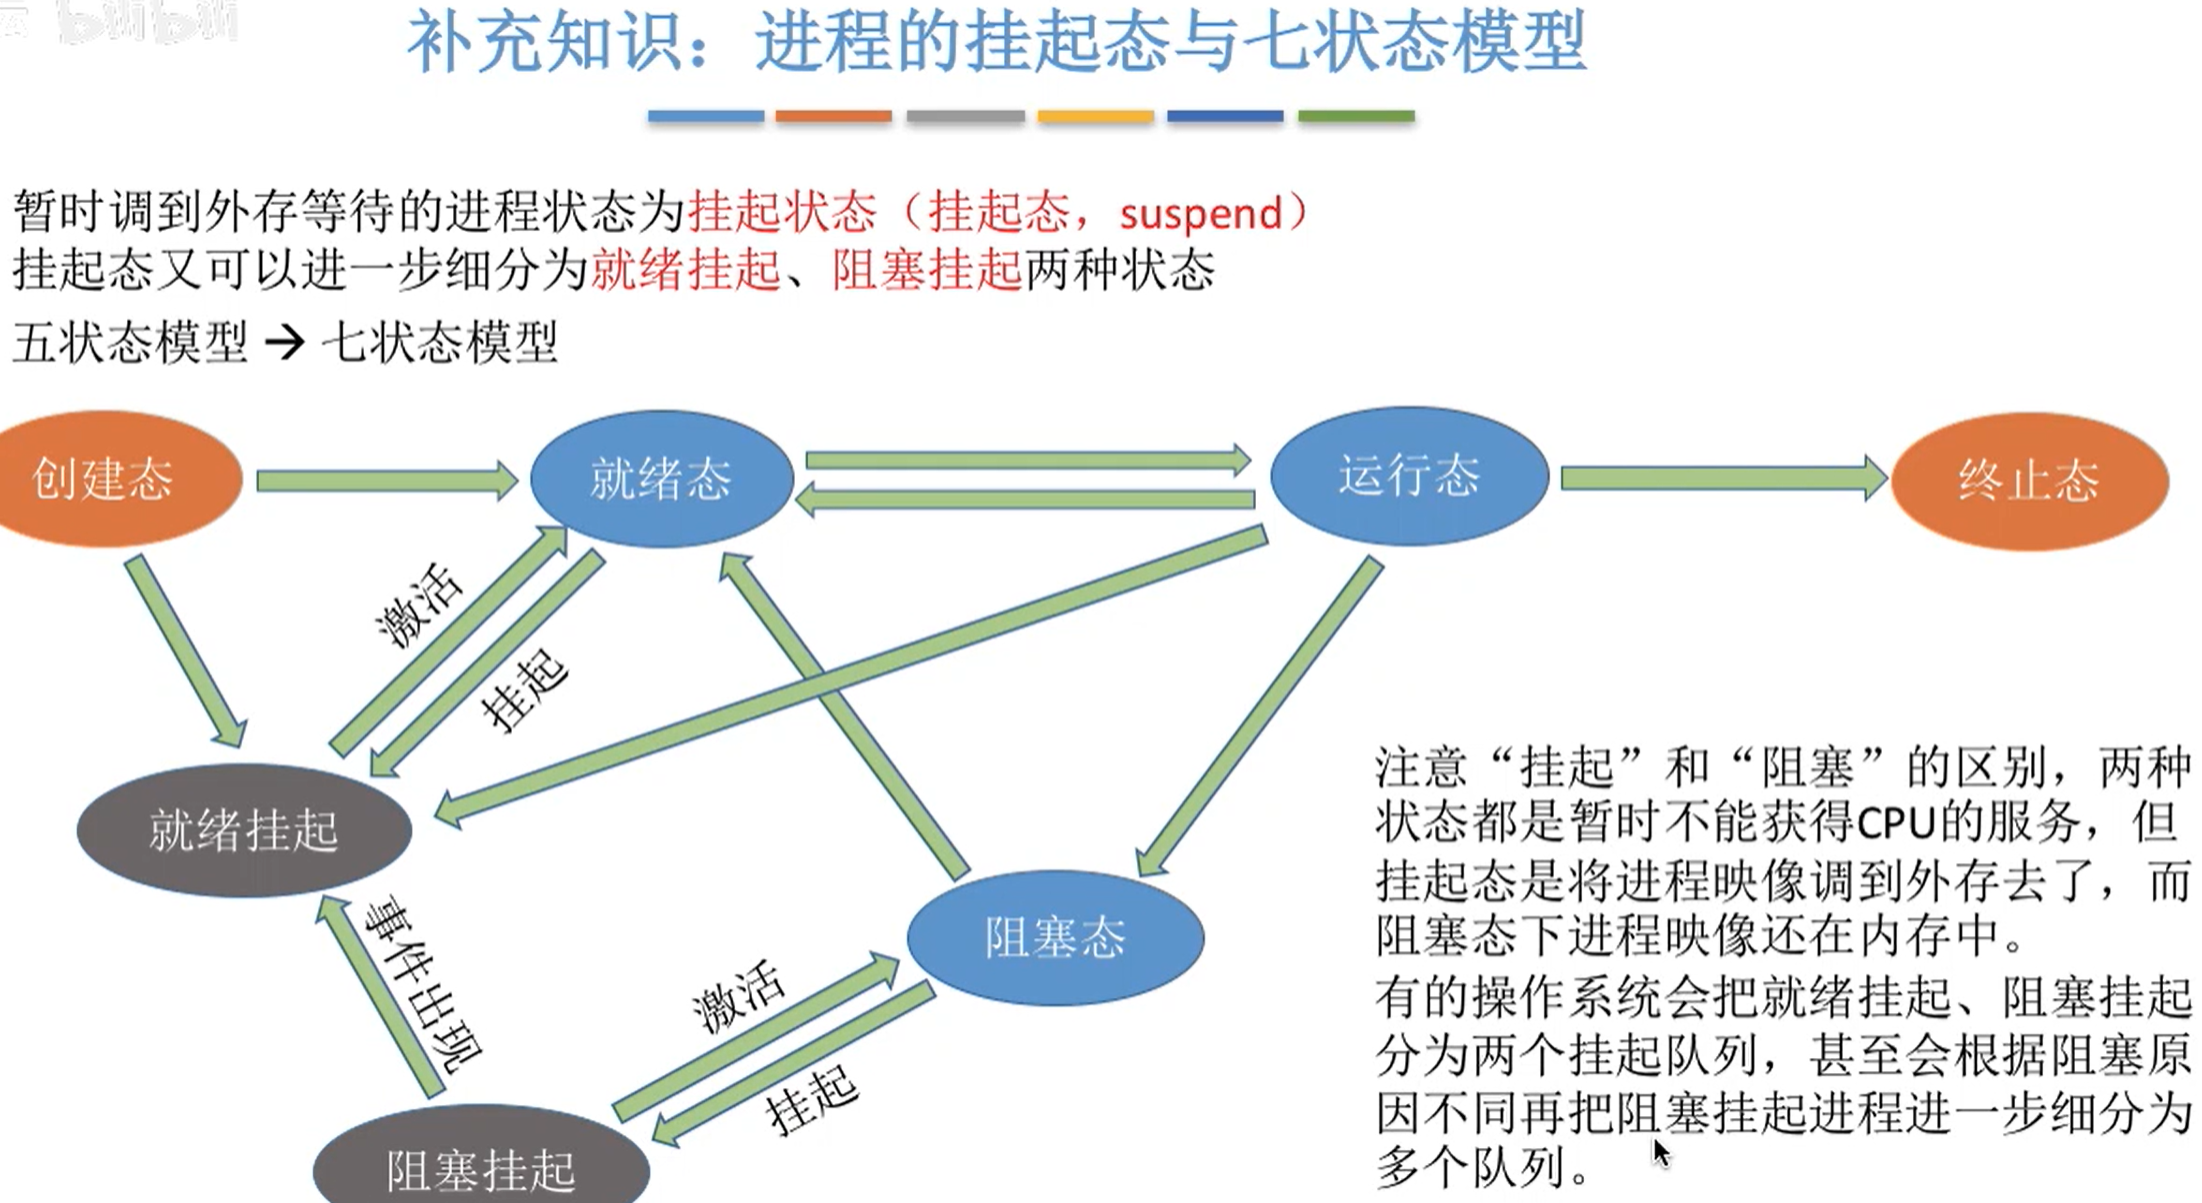 bilibili
补充知识：进程的挂起态与七状态模型
暂时调到外存等待的进程状态为挂起状态（挂起态，suspend）
挂起态又可以进一步细分为就绪挂起、阻塞挂起两种状态
五状态模型→七状态模型
创建态
就绪态
运行态
终止态
激活
挂起
就绪挂起
事件出现
阻塞态
激活
挂起
阻塞挂起
注意“挂起”和“阻塞”的区别，两种
状态都是暂时不能获得CPU的服务，但
挂起态是将进程映像调到外存去了，而
阻塞态下进程映像还在内存中。
有的操作系统会把就绪挂起、阻塞挂起
分为两个挂起队列，甚至会根据阻塞原
因不同再把阻塞挂起进程进一步细分为
多个队列。